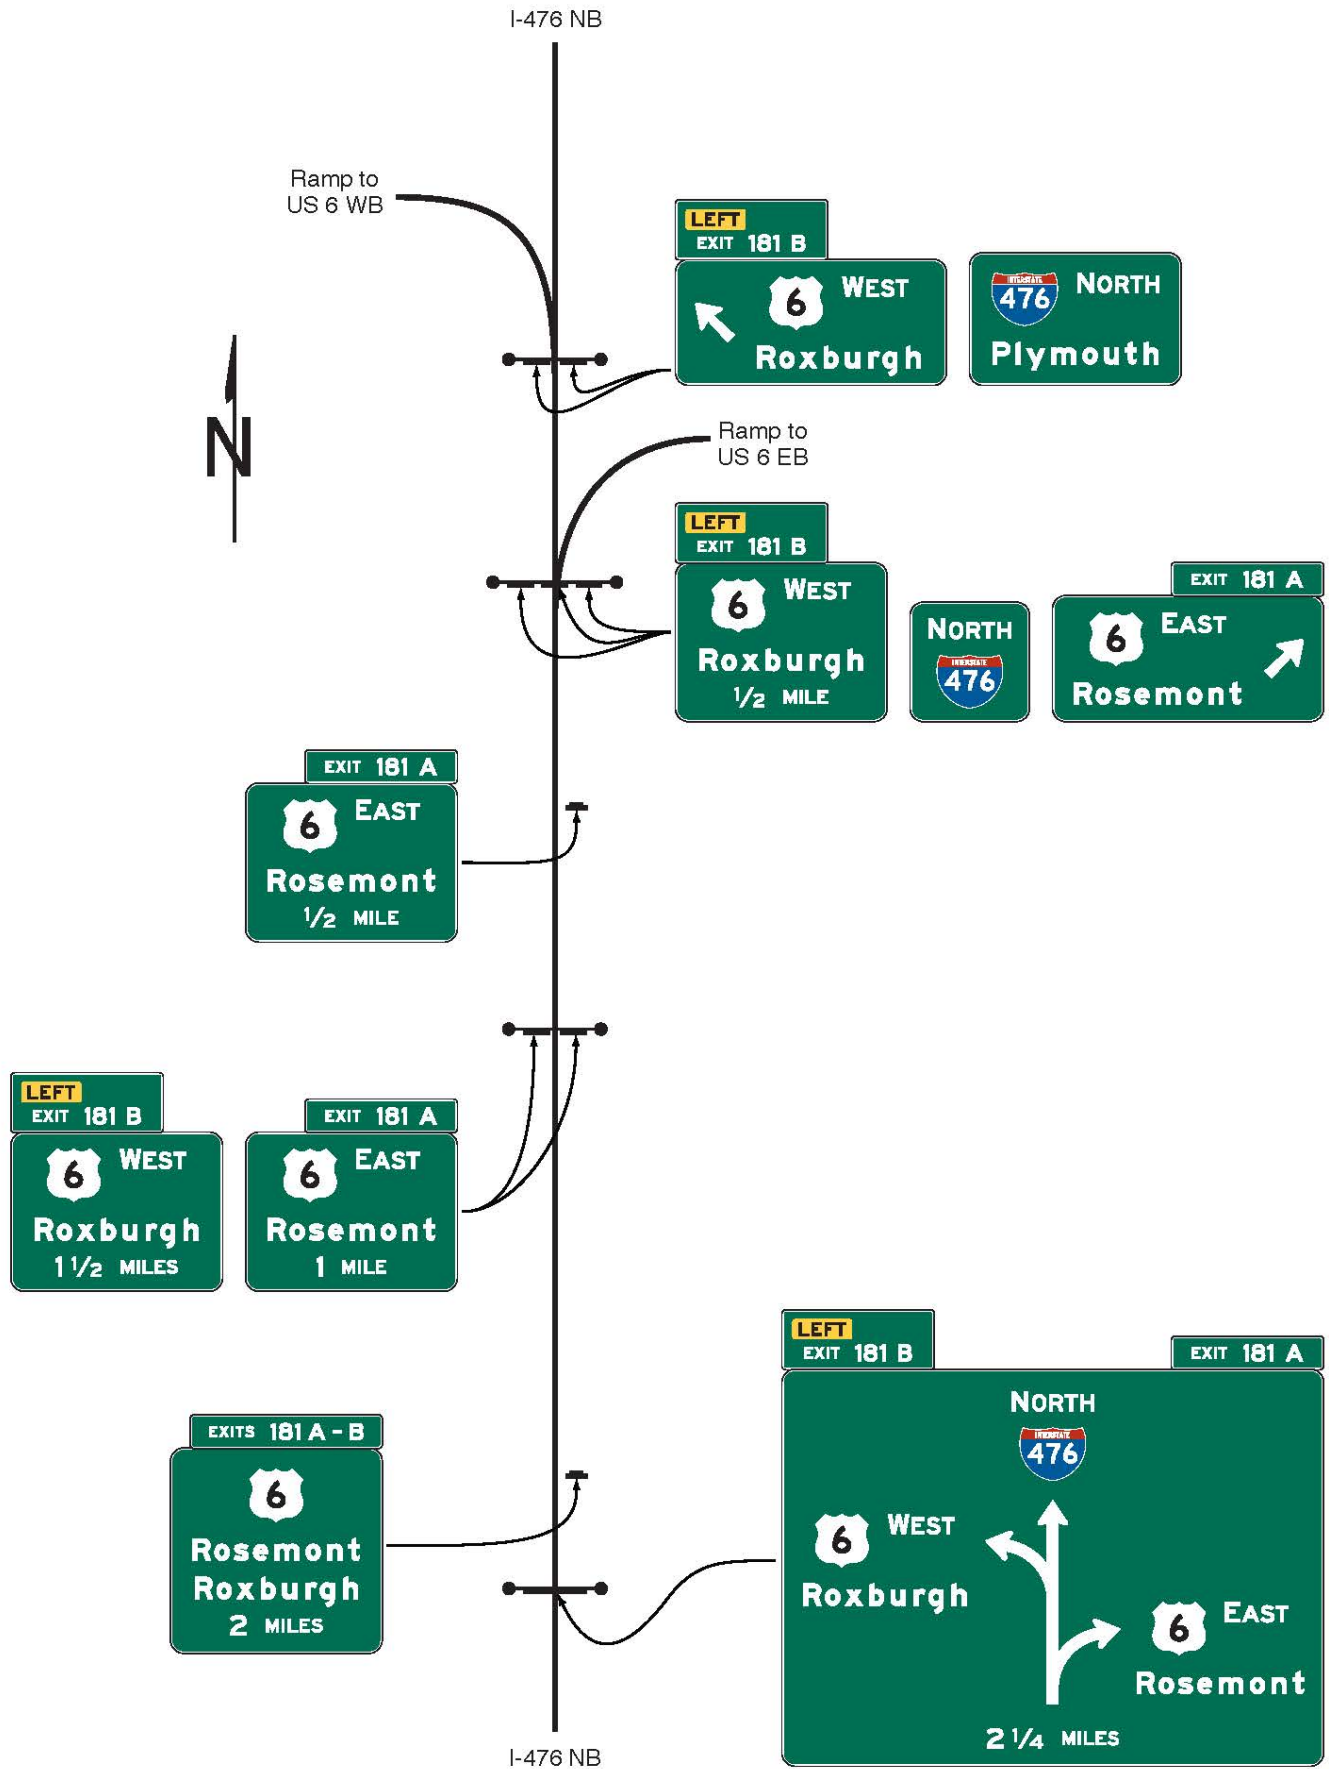 I-476 NB
Ramp to
US 6 WB
LEFT
EXIT 181 B
6 WEST
Roxburgh
INTERSTATE
476 NORTH
Plymouth
N
Ramp to
US 6 EB
LEFT
EXIT 181 B
6 WEST
Roxburgh
1/2 MILE
NORTH
INTERSTATE
476
EXIT 181 A
6 EAST
Rosemont
EXIT 181 A
6 EAST
Rosemont
1/2 MILE
LEFT
EXIT 181 B
6 WEST
Roxburgh
1 1/2 MILES
EXIT 181 A
6 EAST
Rosemont
1 MILE
EXITS 181 A - B
6
Rosemont
Roxburgh
2 MILES
LEFT
EXIT 181 B
EXIT 181 A
NORTH
INTERSTATE
476
6 WEST
Roxburgh
6 EAST
Rosemont
2 1/4 MILES
I-476 NB